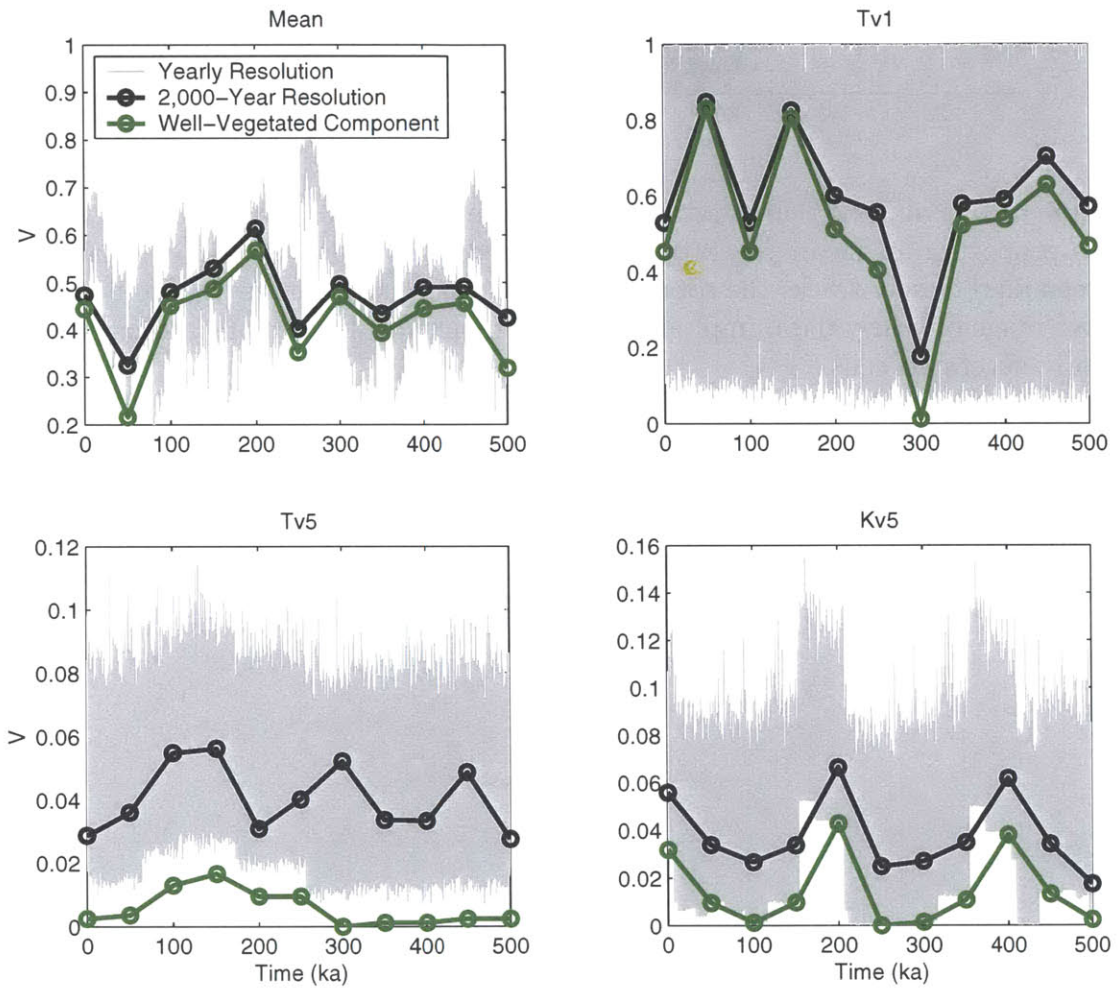 Mean
1
0.9
0.8
0.7
0.6
0.5
0.4
0.3
0.2
V
Yearly Resolution
2,000-Year Resolution
Well-Vegetated Component
0 100 200 300 400 500
Tv1
1
0.8
0.6
0.4
0.2
0
0 100 200 300 400 500
Tv5
0.12
0.1
0.08
0.06
0.04
0.02
0
V
0 100 200 300 400 500
Time (ka)
Kv5
0.16
0.14
0.12
0.1
0.08
0.06
0.04
0.02
0
0 100 200 300 400 500
Time (ka)